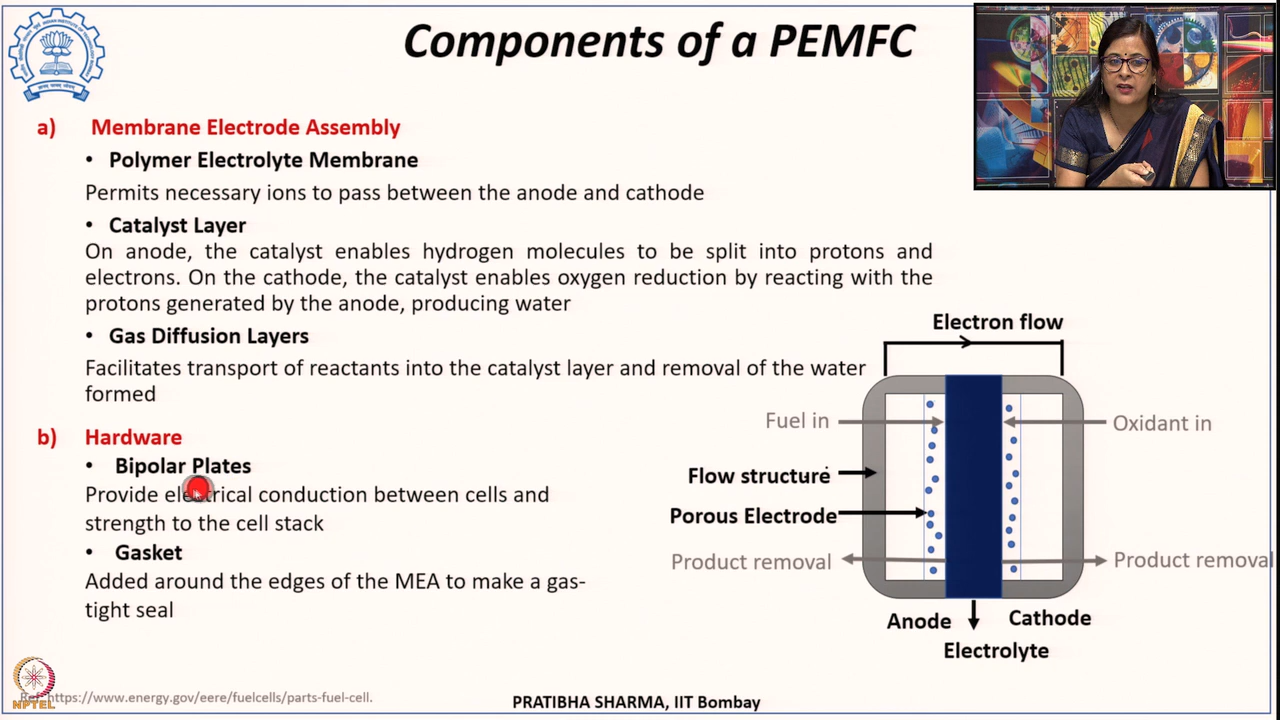 Components of a PEMFC
a) Membrane Electrode Assembly
• Polymer Electrolyte Membrane
Permits necessary ions to pass between the anode and cathode
• Catalyst Layer
On anode, the catalyst enables hydrogen molecules to be split into protons and
electrons. On the cathode, the catalyst enables oxygen reduction by reacting with the
protons generated by the anode, producing water
• Gas Diffusion Layers
Facilitates transport of reactants into the catalyst layer and removal of the water
formed
b) Hardware
• Bipolar Plates
Provide electrical conduction between cells and
strength to the cell stack
• Gasket
Added around the edges of the MEA to make a gas-
tight seal
Electron flow
Fuel in
Oxidant in
Flow structure
Porous Electrode
Product removal
Product removal
Anode
Cathode
Electrolyte
Ref: https://www.energy.gov/eere/fuelcells/parts-fuel-cell.
NPTEL
PRATIBHA SHARMA, IIT Bombay